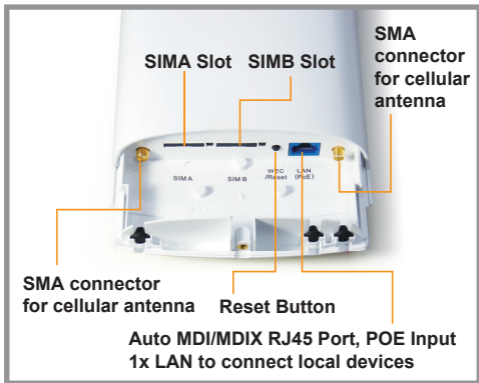 SMA
connector
for cellular
antenna
SIMA Slot SIMB Slot
SIM A SIM B WEC
/Reset LAN
(PoE)
SMA connector
for cellular antenna
Reset Button
Auto MDI/MDIX RJ45 Port, POE Input
1x LAN to connect local devices